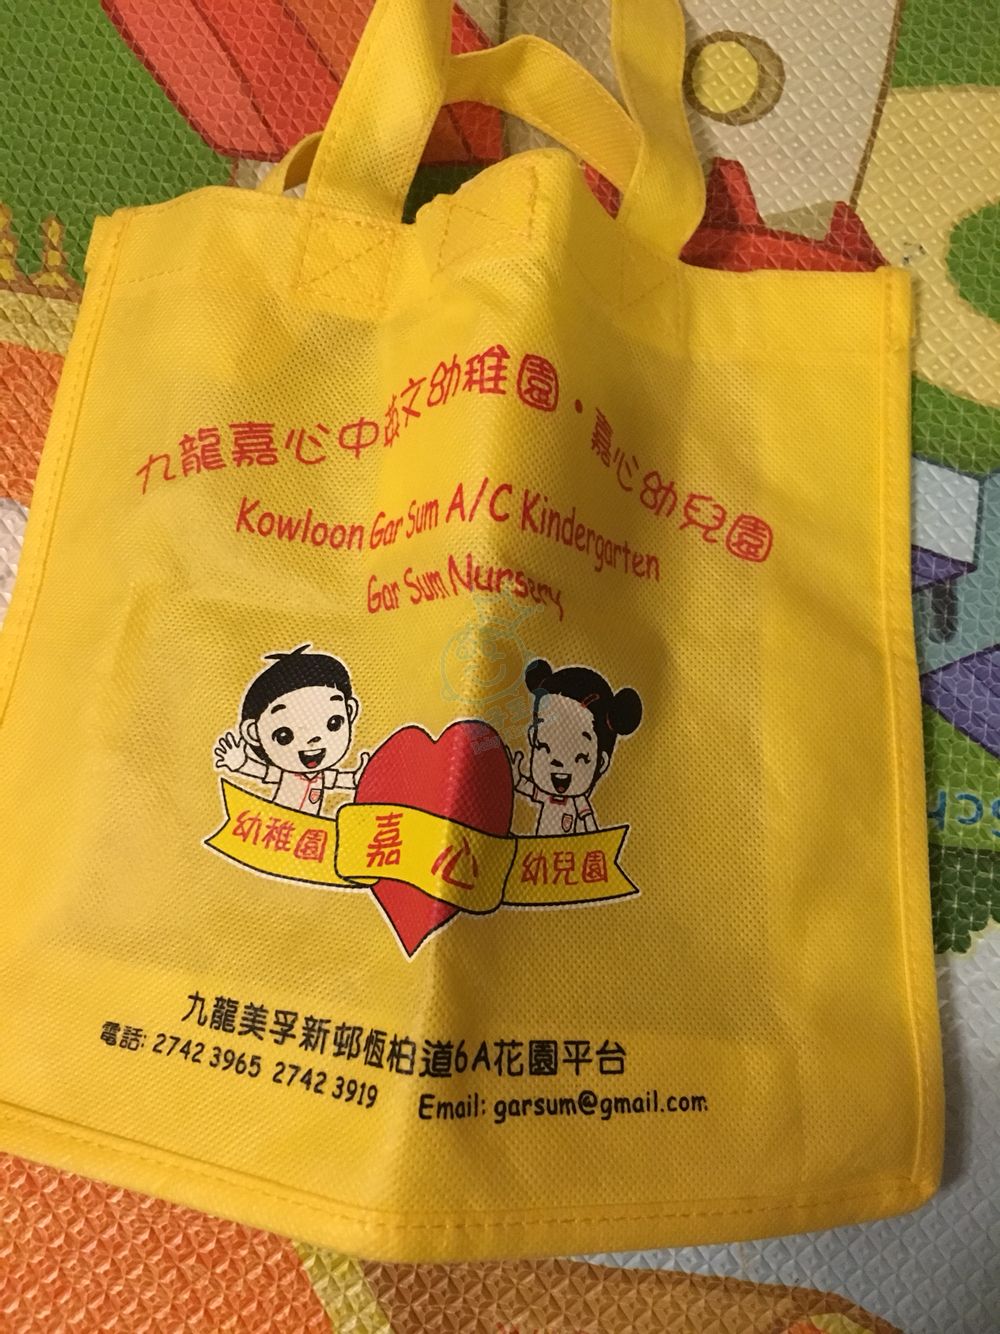 九龍嘉心中英文幼稚園・嘉心幼兒園
Kowloon Gar Sum A/C Kindergarten
Gar Sum Nursery
幼稚園 嘉心 幼兒園
九龍美孚新邨恆柏道6A花園平台
電話: 2742 3965 2742 3919
Email: garsum@gmail.com